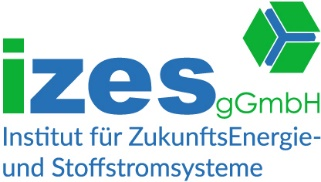 izes gGmbH
Institut für ZukunftsEnergie-
und Stoffstromsysteme